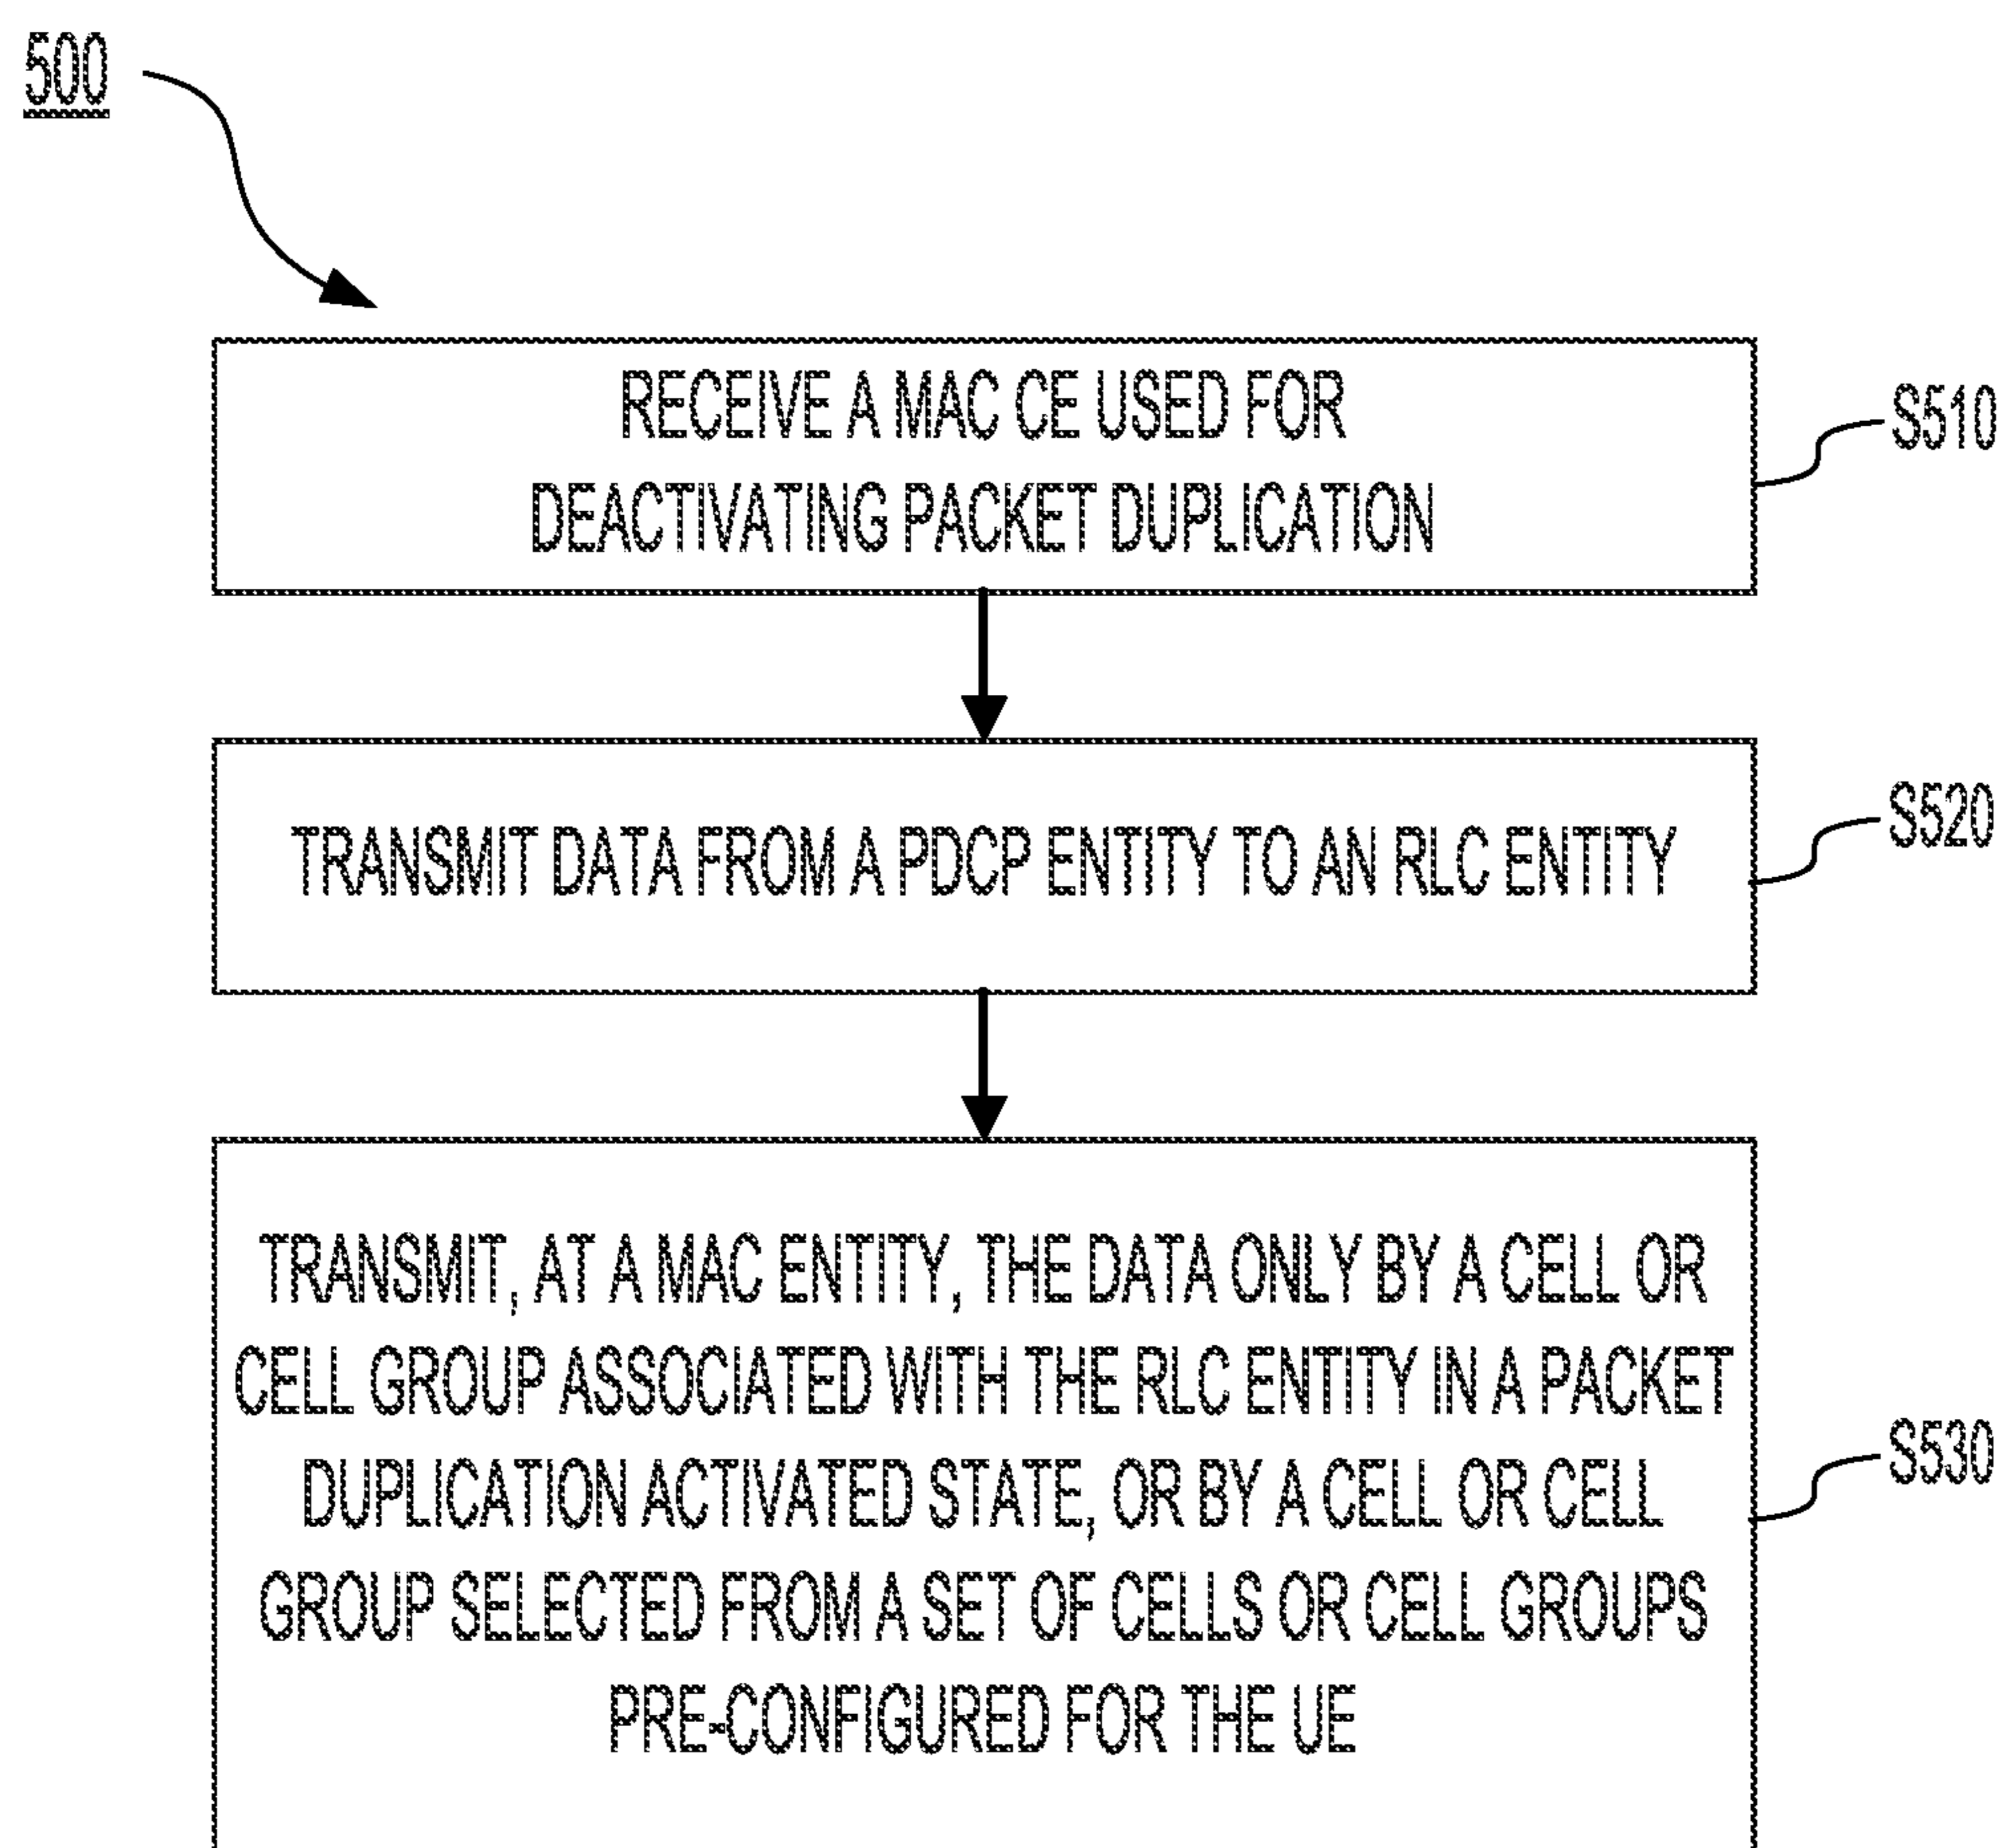 500
RECEIVE A MAC CE USED FOR
DEACTIVATING PACKET DUPLICATION
S510
TRANSMIT DATA FROM A PDCP ENTITY TO AN RLC ENTITY
S520
TRANSMIT, AT A MAC ENTITY, THE DATA ONLY BY A CELL OR
CELL GROUP ASSOCIATED WITH THE RLC ENTITY IN A PACKET
DUPLICATION ACTIVATED STATE, OR BY A CELL OR CELL
GROUP SELECTED FROM A SET OF CELLS OR CELL GROUPS
PRE-CONFIGURED FOR THE UE
S530